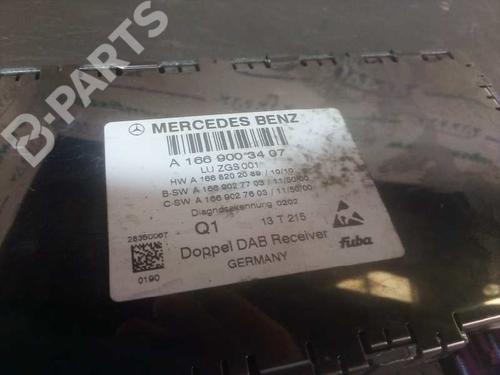 B-PARTS
MERCEDES BENZ
A 166 900 34 97
LU ZGS 001
HW A 166 820 20 89 / 10/10
B-SW A 166 902 77 03 / 11/50/00
C-SW A 166 902 76 03 / 11/50/00
Diagnosekennung 0202
28350067
Q1 13 T 215
Doppel DAB Receiver fuba
0190
GERMANY